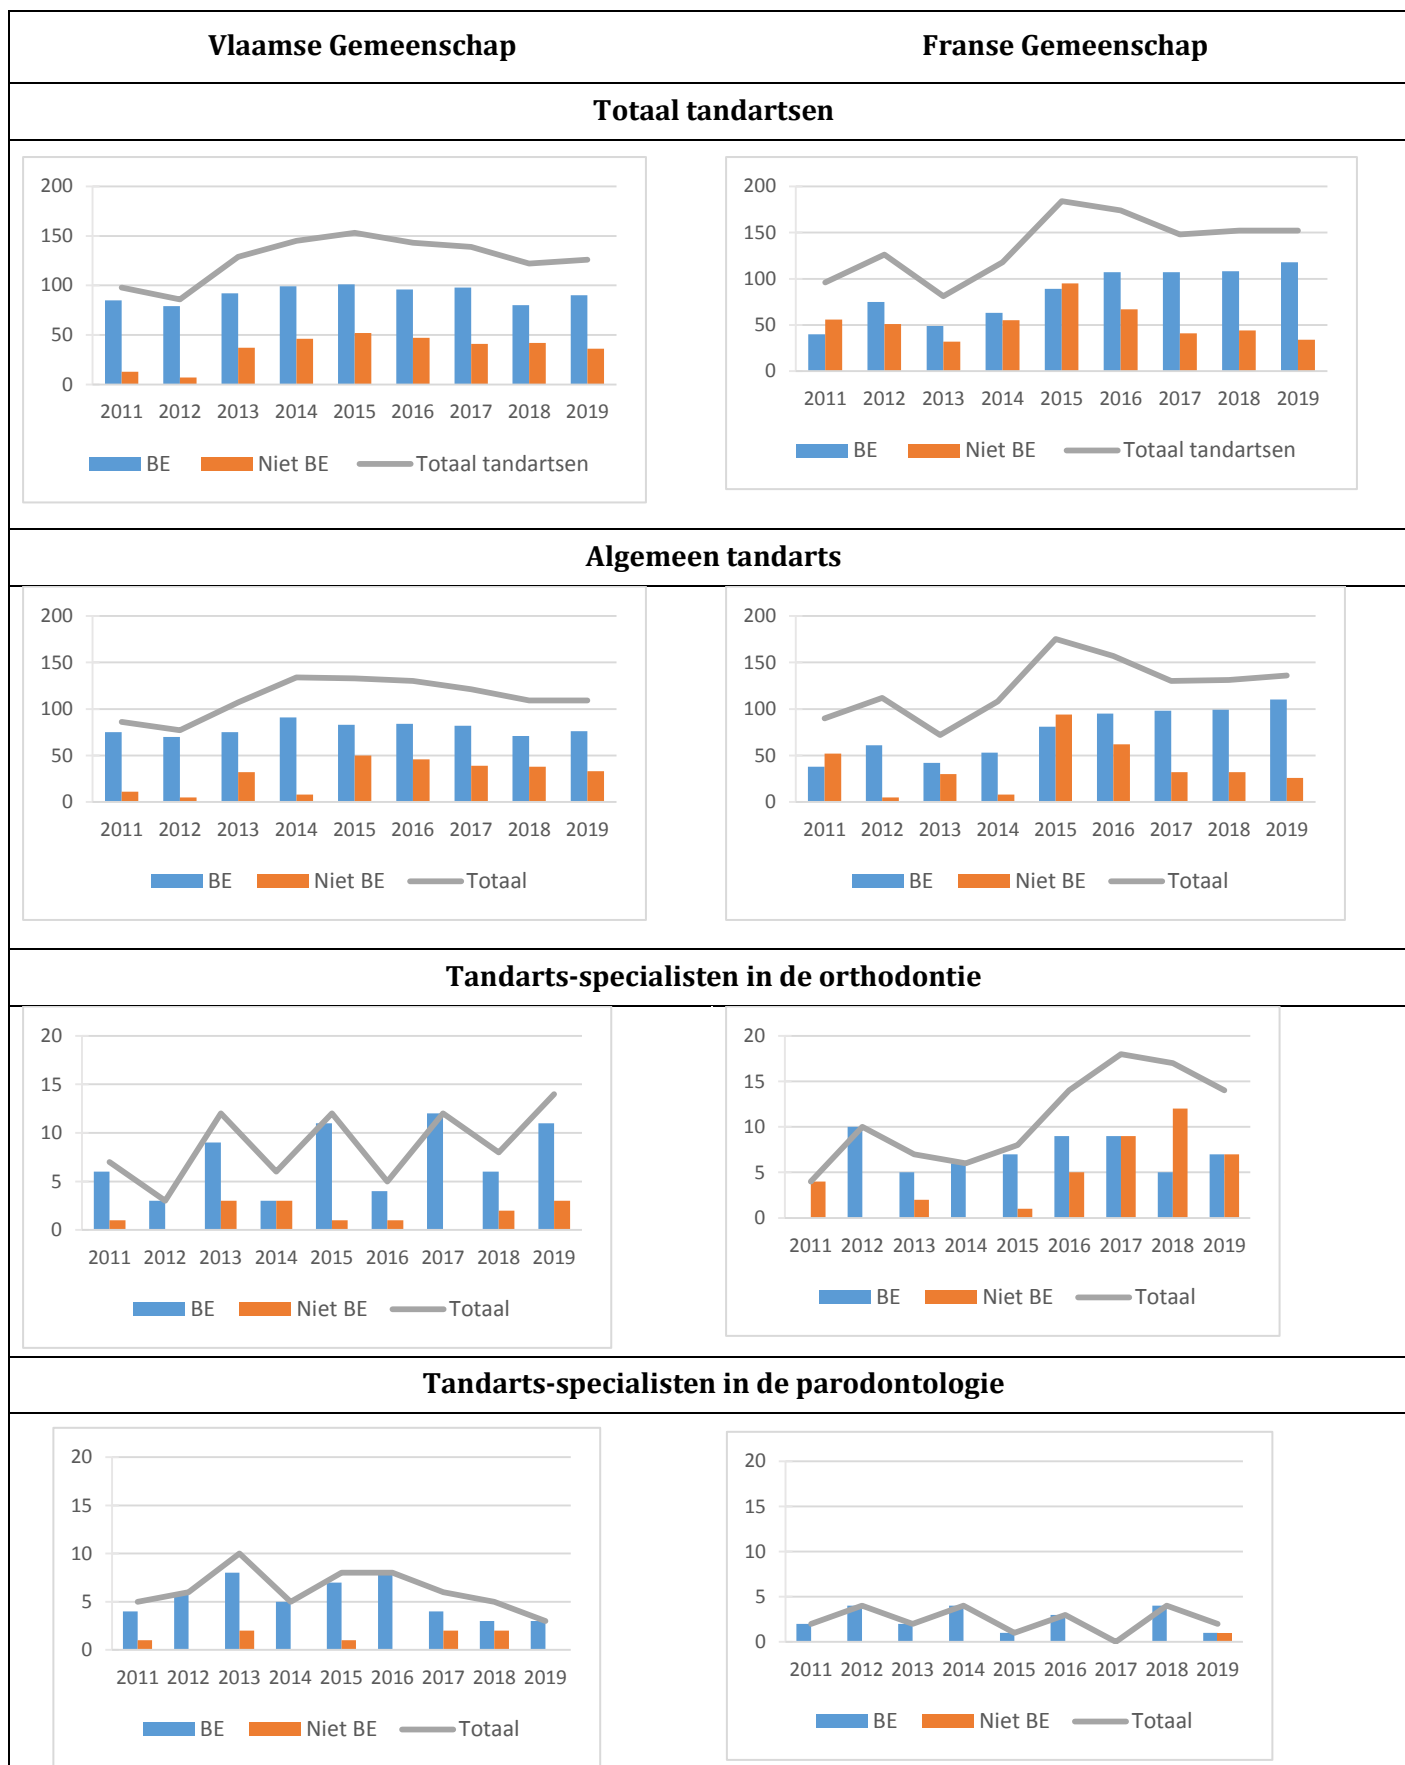 Vlaamse Gemeenschap Franse Gemeenschap
Totaal tandartsen
200
150
100
50
0
2011 2012 2013 2014 2015 2016 2017 2018 2019
BE Niet BE Totaal tandartsen
200
150
100
50
0
2011 2012 2013 2014 2015 2016 2017 2018 2019
BE Niet BE Totaal tandartsen
Algemeen tandarts
200
150
100
50
0
2011 2012 2013 2014 2015 2016 2017 2018 2019
BE Niet BE Totaal
200
150
100
50
0
2011 2012 2013 2014 2015 2016 2017 2018 2019
BE Niet BE Totaal
Tandarts-specialisten in de orthodontie
20
15
10
5
0
2011 2012 2013 2014 2015 2016 2017 2018 2019
BE Niet BE Totaal
20
15
10
5
0
2011 2012 2013 2014 2015 2016 2017 2018 2019
BE Niet BE Totaal
Tandarts-specialisten in de parodontologie
20
15
10
5
0
2011 2012 2013 2014 2015 2016 2017 2018 2019
BE Niet BE Totaal
20
15
10
5
0
2011 2012 2013 2014 2015 2016 2017 2018 2019
BE Niet BE Totaal